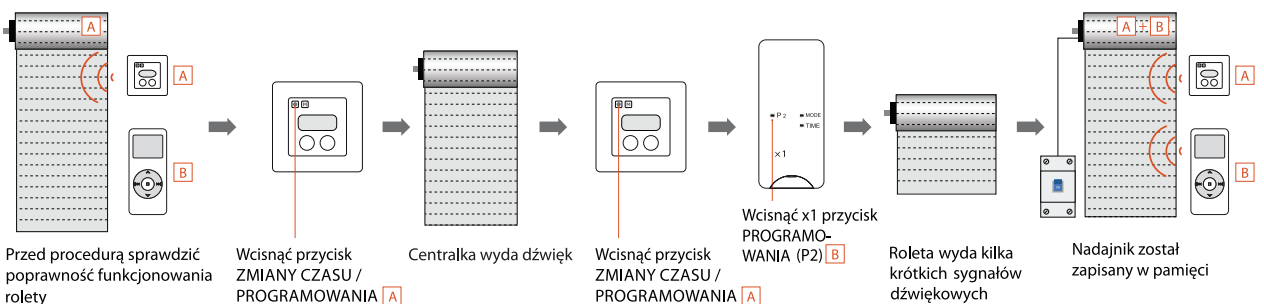 A
A
B
Przed procedurą sprawdzić
poprawność funkcjonowania
rolety
Wcisnąć przycisk
ZMIANY CZASU /
PROGRAMOWANIA A
Centralka wyda dźwięk
Wcisnąć przycisk
ZMIANY CZASU /
PROGRAMOWANIA A
P2
MODE
TIME
×1
Wcisnąć x1 przycisk
PROGRAMO-
WANIA (P2) B
Roleta wyda kilka
krótkich sygnałów
dźwiękowych
A + B
A
B
Nadajnik został
zapisany w pamięci